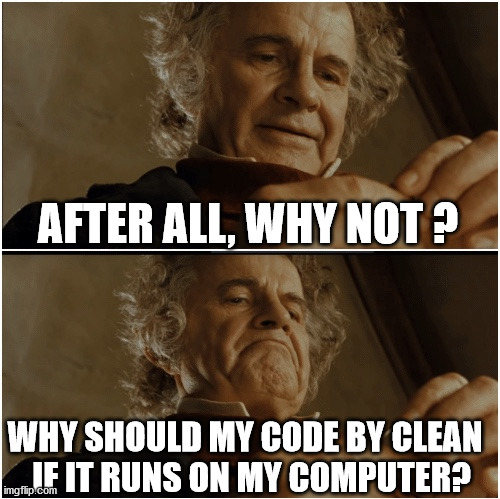 AFTER ALL, WHY NOT ?
WHY SHOULD MY CODE BY CLEAN
IF IT RUNS ON MY COMPUTER?
imgflip.com